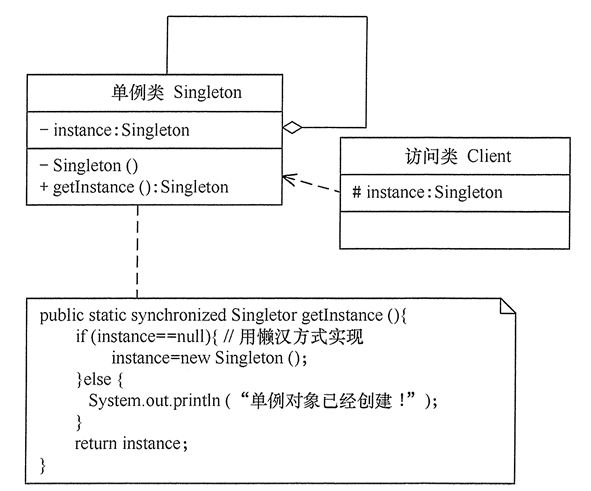 单例类 Singleton
- instance:Singleton
- Singleton ()
+ getInstance ():Singleton
访问类 Client
# instance:Singleton
public static synchronized Singletor getInstance (){
if (instance==null){ // 用懒汉方式实现
instance=new Singleton ();
}else {
System.out.println (“单例对象已经创建！”);
}
return instance;
}